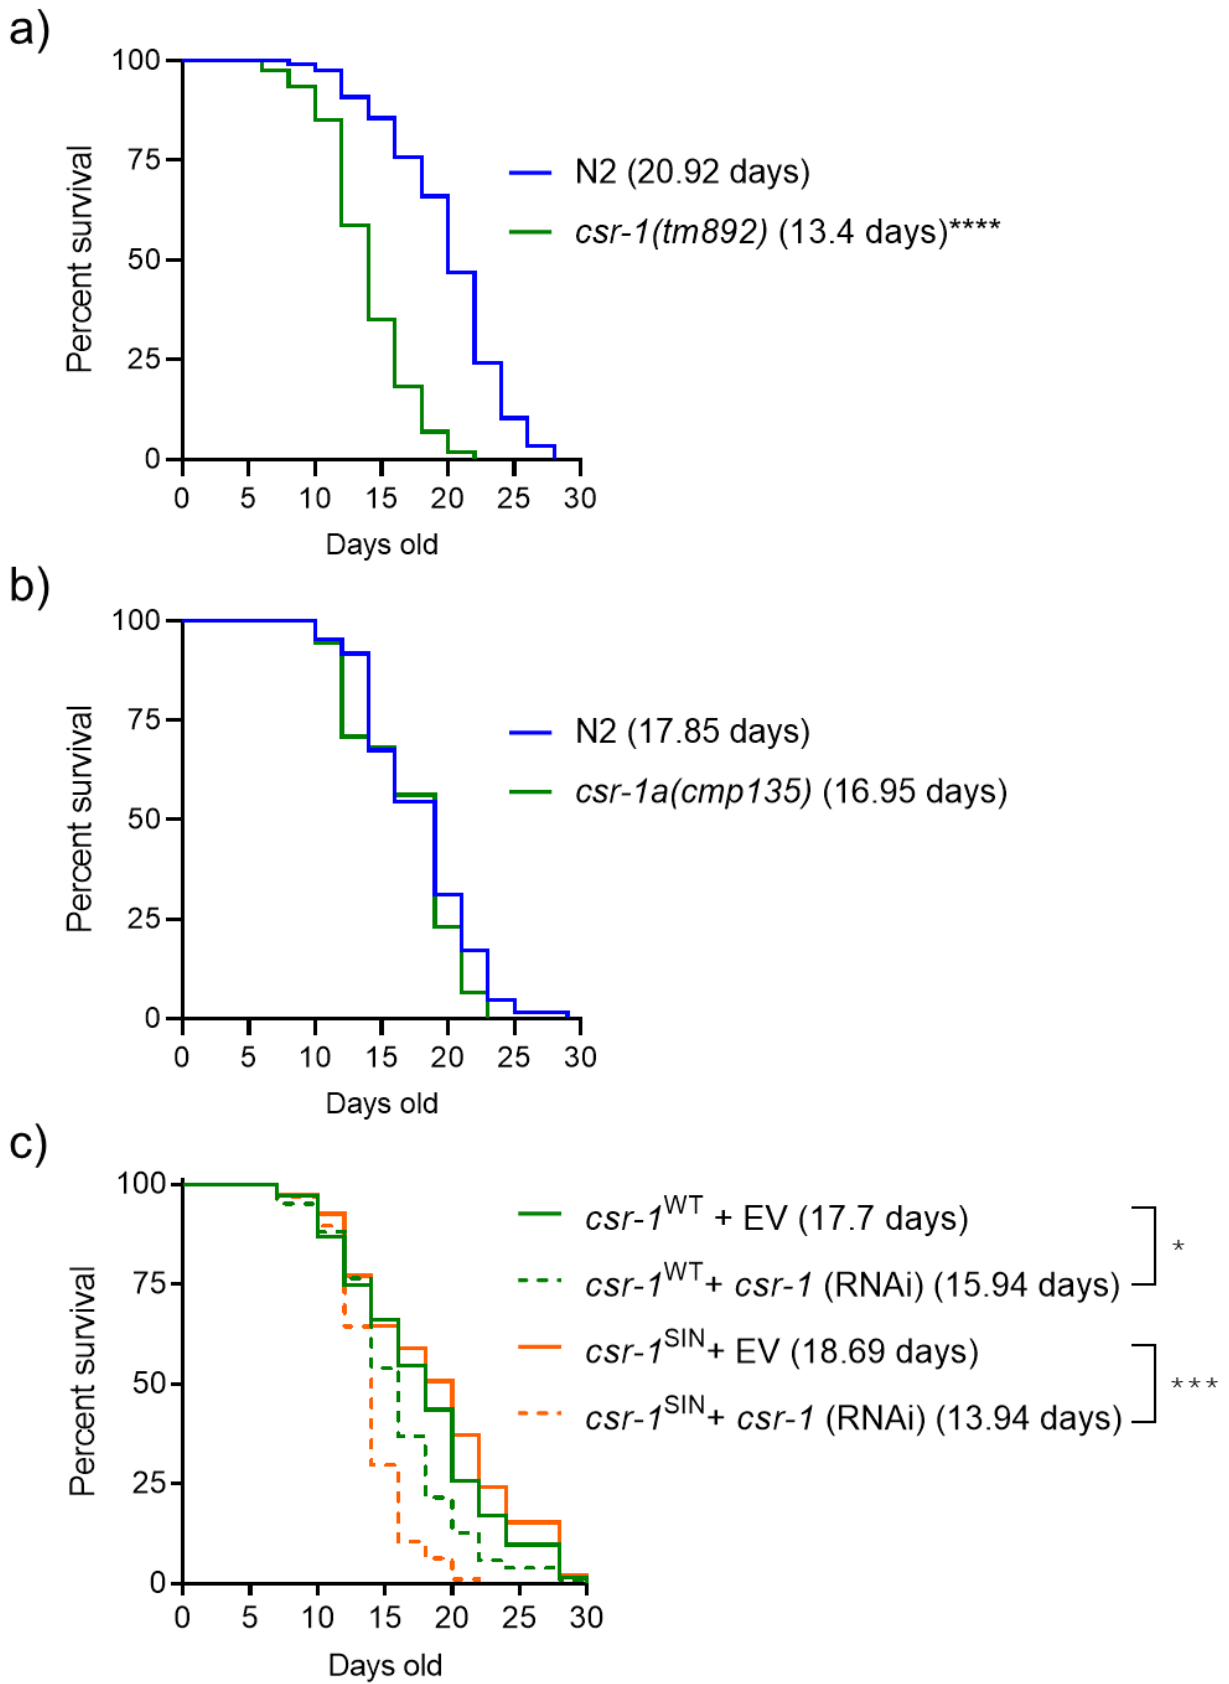 a)
100
75
50
25
0
Percent survival
0 5 10 15 20 25 30
Days old
N2 (20.92 days)
csr-1(tm892) (13.4 days)****
b)
100
75
50
25
0
Percent survival
0 5 10 15 20 25 30
Days old
N2 (17.85 days)
csr-1a(cmp135) (16.95 days)
c)
100
75
50
25
0
Percent survival
0 5 10 15 20 25 30
Days old
csr-1WT + EV (17.7 days)
csr-1WT+ csr-1 (RNAi) (15.94 days)
*
csr-1SIN+ EV (18.69 days)
csr-1SIN+ csr-1 (RNAi) (13.94 days)
***